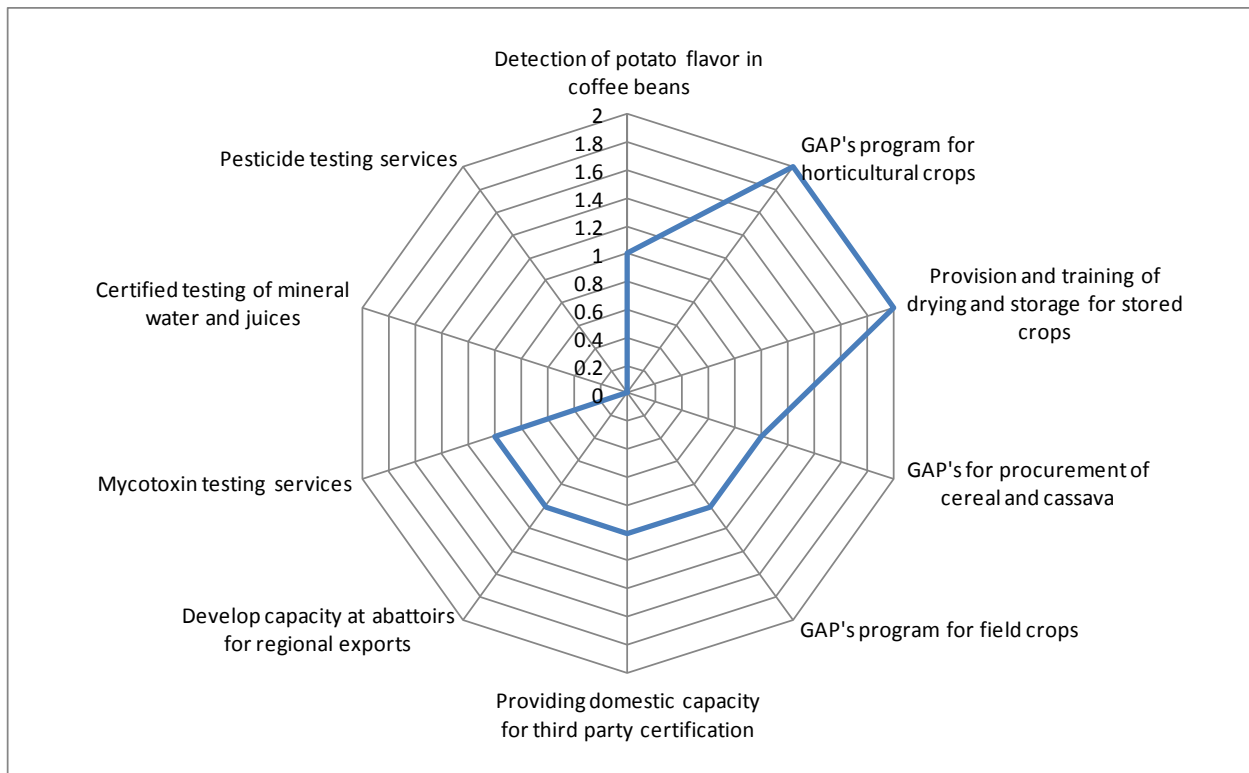 Detection of potato flavor in
coffee beans
2
1.8
1.6
1.4
1.2
1
0.8
0.6
0.4
0.2
0
GAP's program for
horticultural crops
Provision and training of
drying and storage for stored
crops
GAP's for procurement of
cereal and cassava
GAP's program for field crops
Providing domestic capacity
for third party certification
Develop capacity at abattoirs
for regional exports
Mycotoxin testing services
Certified testing of mineral
water and juices
Pesticide testing services